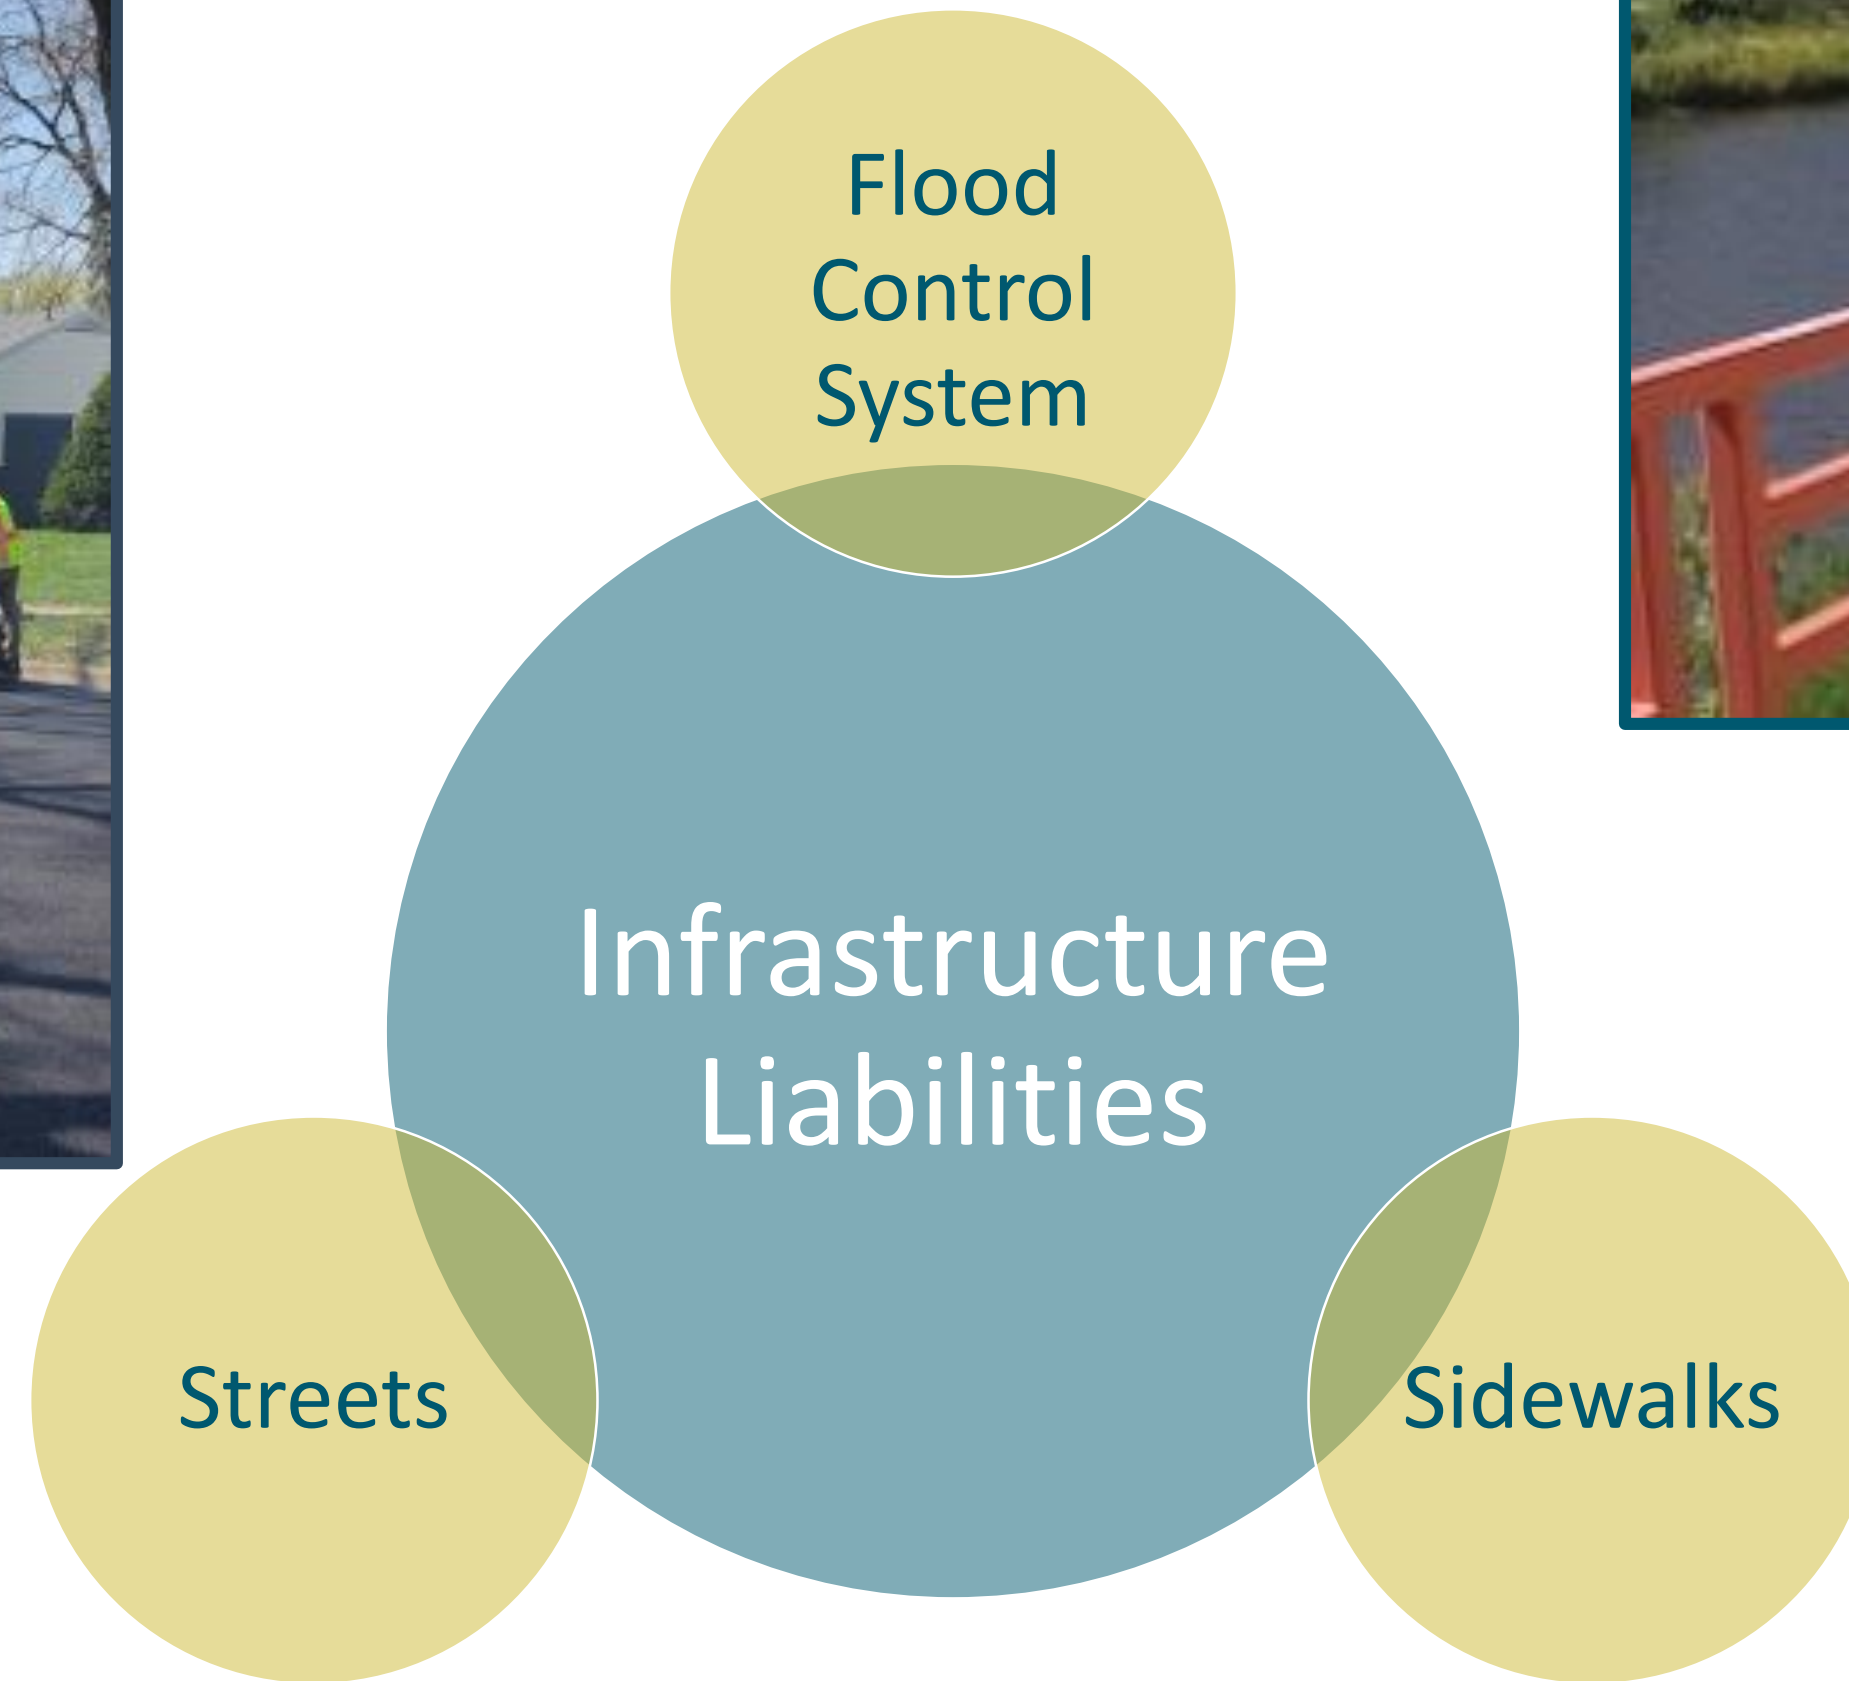 Flood
Control
System
Infrastructure
Liabilities
Streets
Sidewalks